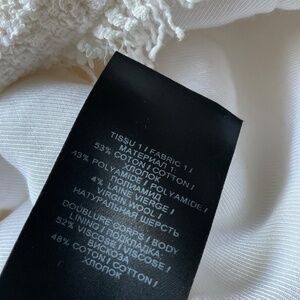 TISSU 1 / FABRIC 1 /
МАТЕРИАЛ 1:
53% COTON / COTTON /
ХЛОПОК
43% POLYAMIDE / POLYAMIDE /
ПОЛИАМИД
4% LAINE VIERGE /
VIRGIN WOOL /
НАТУРАЛЬНАЯ ШЕРСТЬ
DOUBLURE CORPS / BODY
LINING / ПОДКЛАДКА:
52% VISCOSE / VISCOSE /
ВИСКОЗА
48% COTON / COTTON /
ХЛОПОК